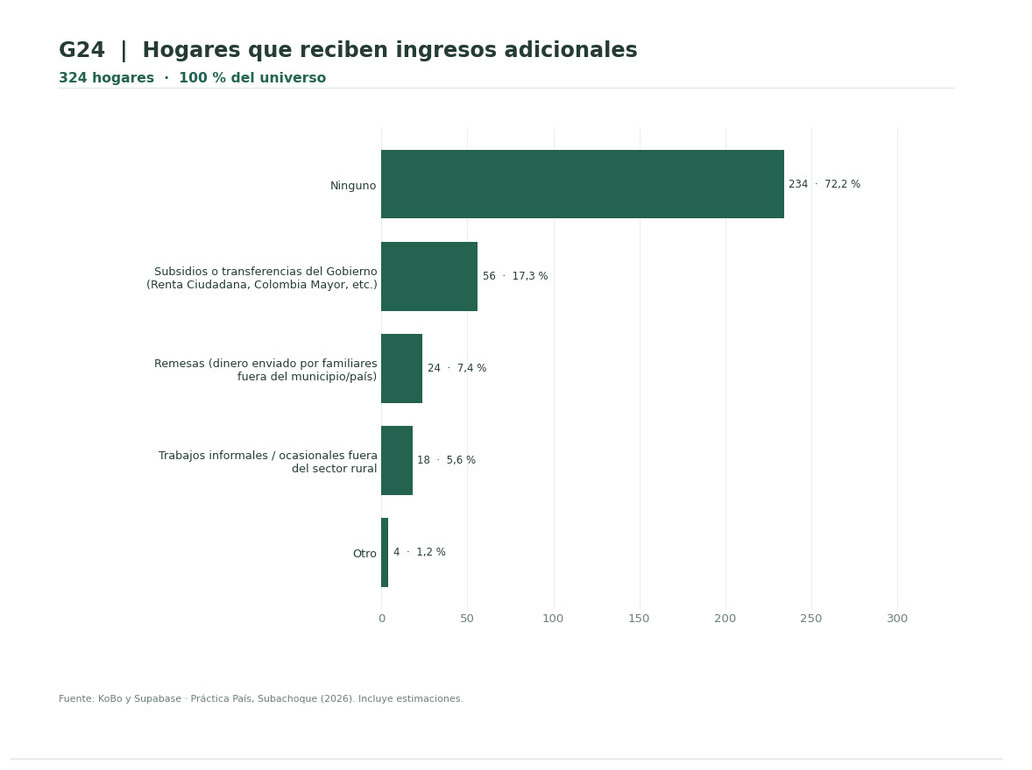 G24 | Hogares que reciben ingresos adicionales
324 hogares · 100 % del universo
Ninguno
234 · 72,2 %
Subsidios o transferencias del Gobierno
(Renta Ciudadana, Colombia Mayor, etc.)
56 · 17,3 %
Remesas (dinero enviado por familiares
fuera del municipio/país)
24 · 7,4 %
Trabajos informales / ocasionales fuera
del sector rural
18 · 5,6 %
Otro
4 · 1,2 %
0 50 100 150 200 250 300
Fuente: KoBo y Supabase · Práctica País, Subachoque (2026). Incluye estimaciones.